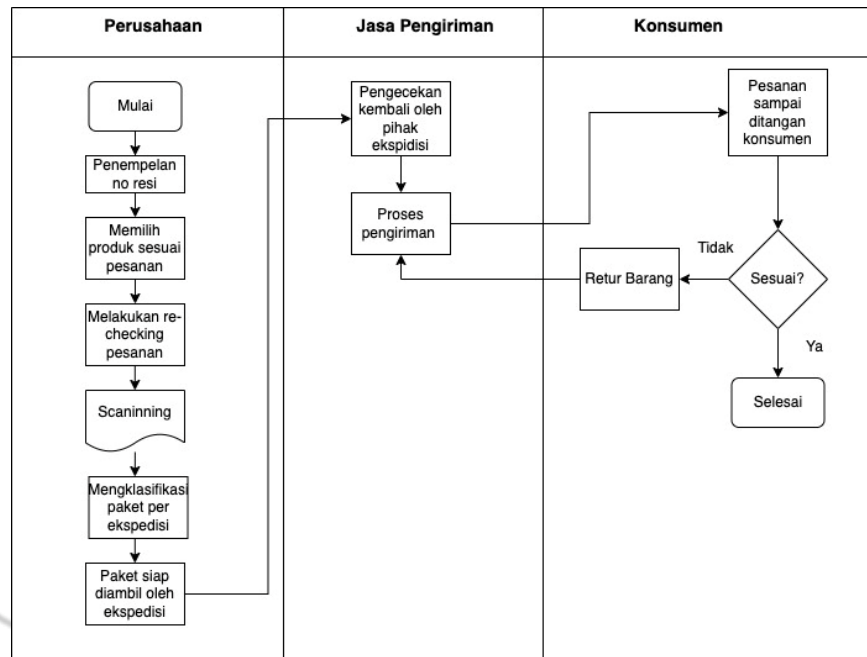 Perusahaan
Jasa Pengiriman
Konsumen
Mulai
Penempelan
no resi
Memilih
produk sesuai
pesanan
Melakukan re-
checking
pesanan
Scaninning
Mengklasifikasi
paket per
ekspedisi
Paket siap
diambil oleh
ekspedisi
Pengecekan
kembali oleh
pihak
ekspidisi
Proses
pengiriman
Pesanan
sampai
ditangan
konsumen
Tidak
Sesuai?
Retur Barang
Ya
Selesai